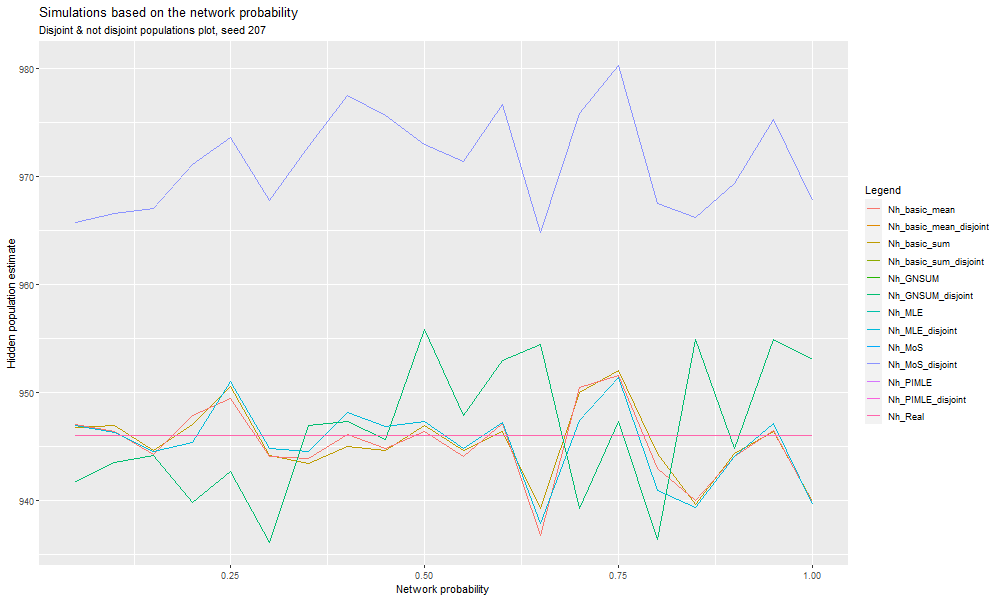 Simulations based on the network probability
Disjoint & not disjoint populations plot, seed 207
980
970
960
950
940
Hidden population estimate
0.25
0.50
0.75
1.00
Network probability
Legend
Nh_basic_mean
Nh_basic_mean_disjoint
Nh_basic_sum
Nh_basic_sum_disjoint
Nh_GNSUM
Nh_GNSUM_disjoint
Nh_MLE
Nh_MLE_disjoint
Nh_MoS
Nh_MoS_disjoint
Nh_PIMLE
Nh_PIMLE_disjoint
Nh_Real